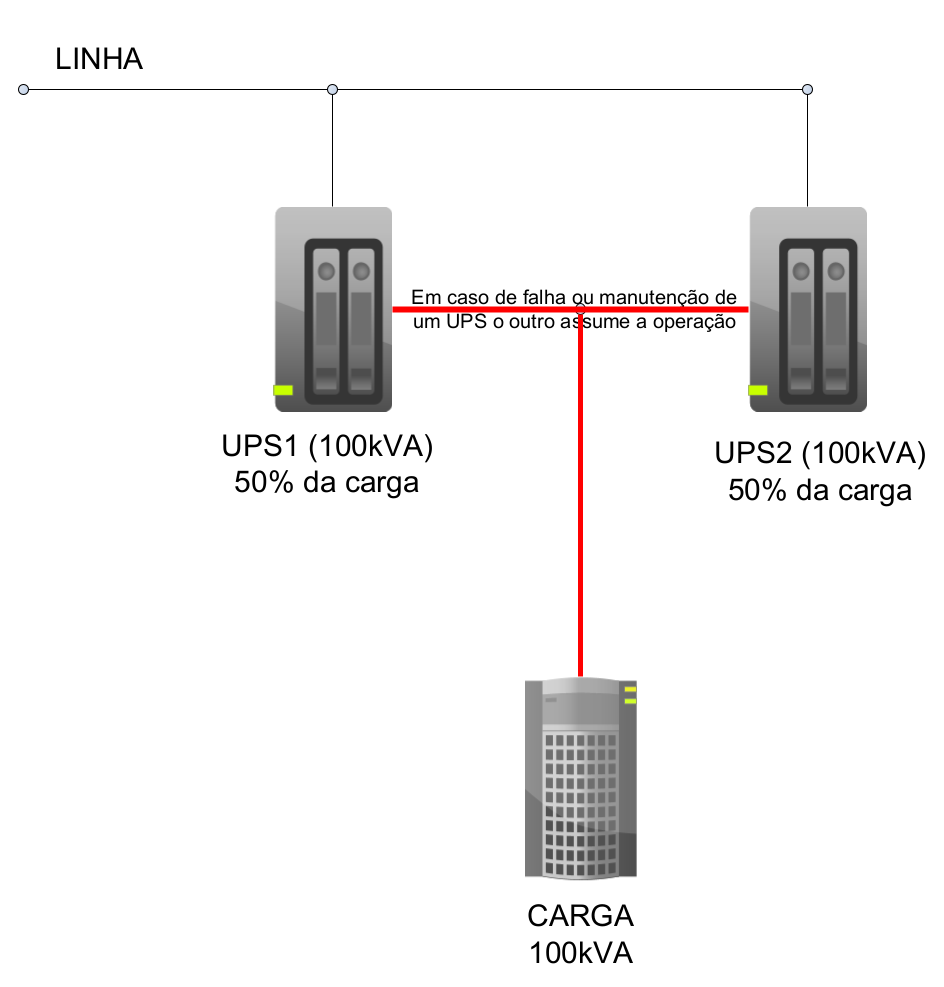 LINHA
Em caso de falha ou manutenção de
um UPS o outro assume a operação
UPS1 (100kVA)
50% da carga
UPS2 (100kVA)
50% da carga
CARGA
100kVA